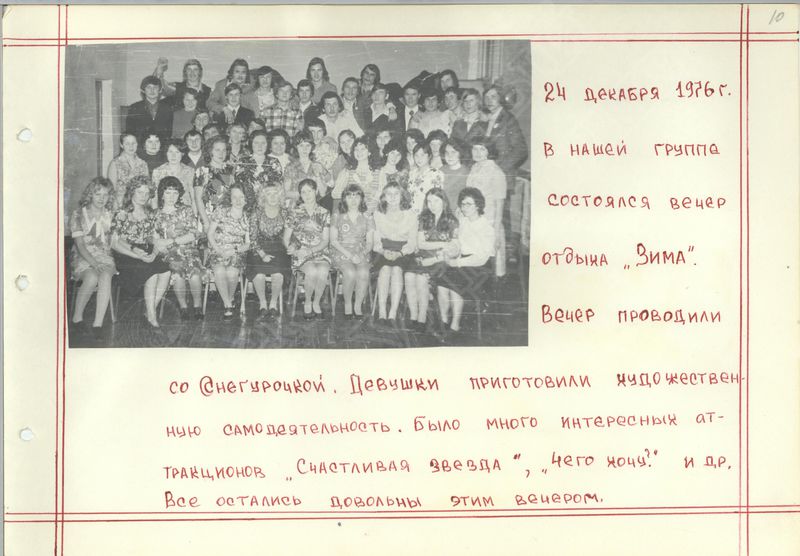 10
24 декабря 1976г.
в нашей группе
состоялся вечер
отдыха „Зима".
Вечер проводили
со Снегурочкой. Девушки приготовили художествен-
ную самодеятельность. Было много интересных ат-
тракционов „Счастливая звезда", „Чего хочу?" и др.
Все остались довольны этим вечером.